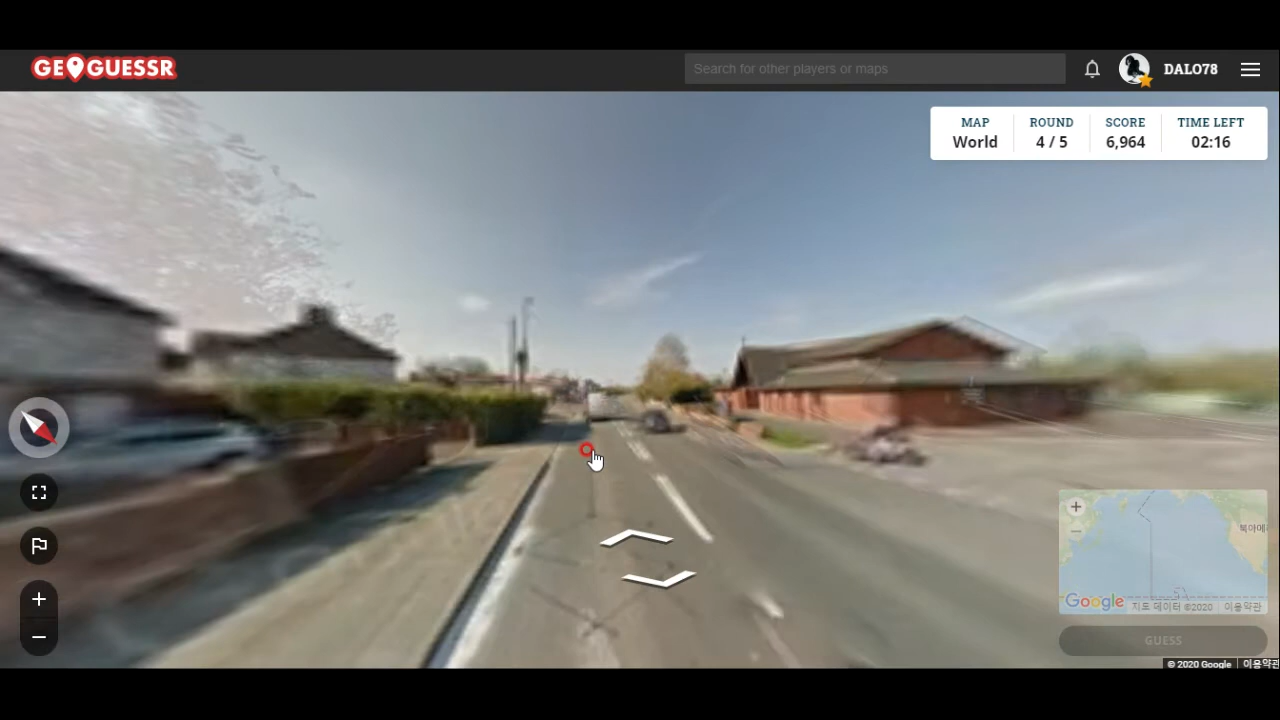 GEOGUESSR
Search for other players or maps
DALO78
MAP
World
ROUND
4 / 5
SCORE
6,964
TIME LEFT
02:16
북아메
Google
지도 데이터 ©2020
이용약관
GUESS
© 2020 Google
이용약관